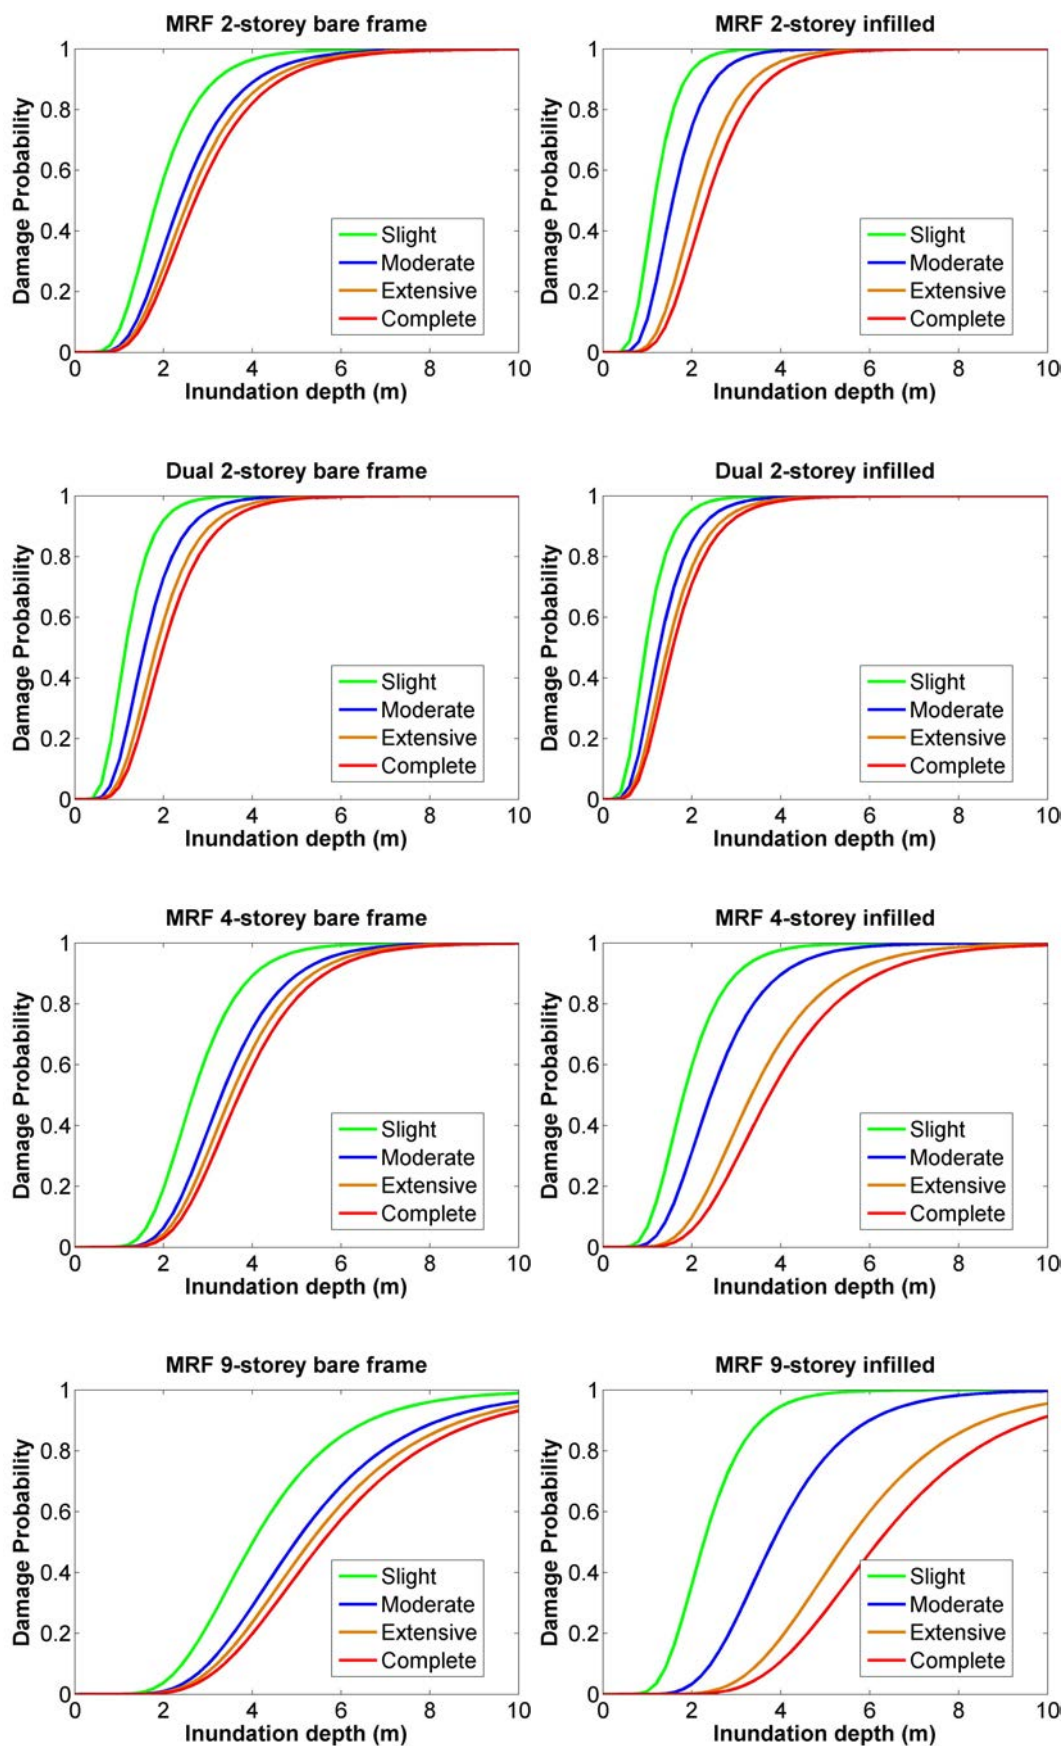 MRF 2-storey bare frame
1
0.8
0.6
0.4
0.2
0
Damage Probability
Slight
Moderate
Extensive
Complete
0 2 4 6 8 10
Inundation depth (m)
MRF 2-storey infilled
1
0.8
0.6
0.4
0.2
0
Damage Probability
Slight
Moderate
Extensive
Complete
0 2 4 6 8 10
Inundation depth (m)
Dual 2-storey bare frame
1
0.8
0.6
0.4
0.2
0
Damage Probability
Slight
Moderate
Extensive
Complete
0 2 4 6 8 10
Inundation depth (m)
Dual 2-storey infilled
1
0.8
0.6
0.4
0.2
0
Damage Probability
Slight
Moderate
Extensive
Complete
0 2 4 6 8 10
Inundation depth (m)
MRF 4-storey bare frame
1
0.8
0.6
0.4
0.2
0
Damage Probability
Slight
Moderate
Extensive
Complete
0 2 4 6 8 10
Inundation depth (m)
MRF 4-storey infilled
1
0.8
0.6
0.4
0.2
0
Damage Probability
Slight
Moderate
Extensive
Complete
0 2 4 6 8 10
Inundation depth (m)
MRF 9-storey bare frame
1
0.8
0.6
0.4
0.2
0
Damage Probability
Slight
Moderate
Extensive
Complete
0 2 4 6 8 10
Inundation depth (m)
MRF 9-storey infilled
1
0.8
0.6
0.4
0.2
0
Damage Probability
Slight
Moderate
Extensive
Complete
0 2 4 6 8 10
Inundation depth (m)